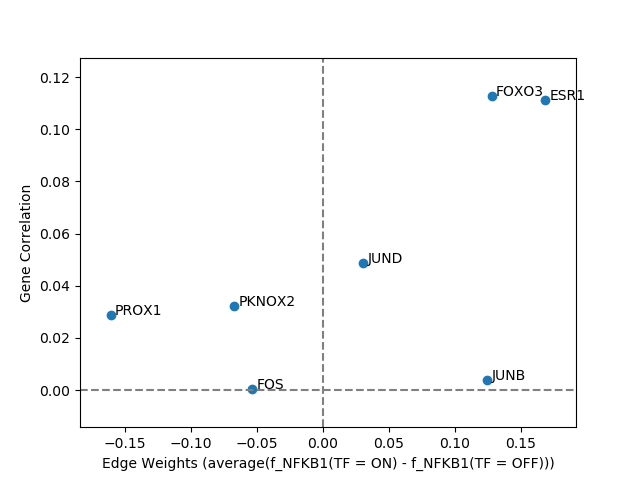 0.12
0.10
0.08
0.06
0.04
0.02
0.00
Gene Correlation
FOXO3
ESR1
JUND
PKNOX2
PROX1
FOS
JUNB
−0.15
−0.10
−0.05
0.00
0.05
0.10
0.15
Edge Weights (average(f_NFKB1(TF = ON) - f_NFKB1(TF = OFF)))